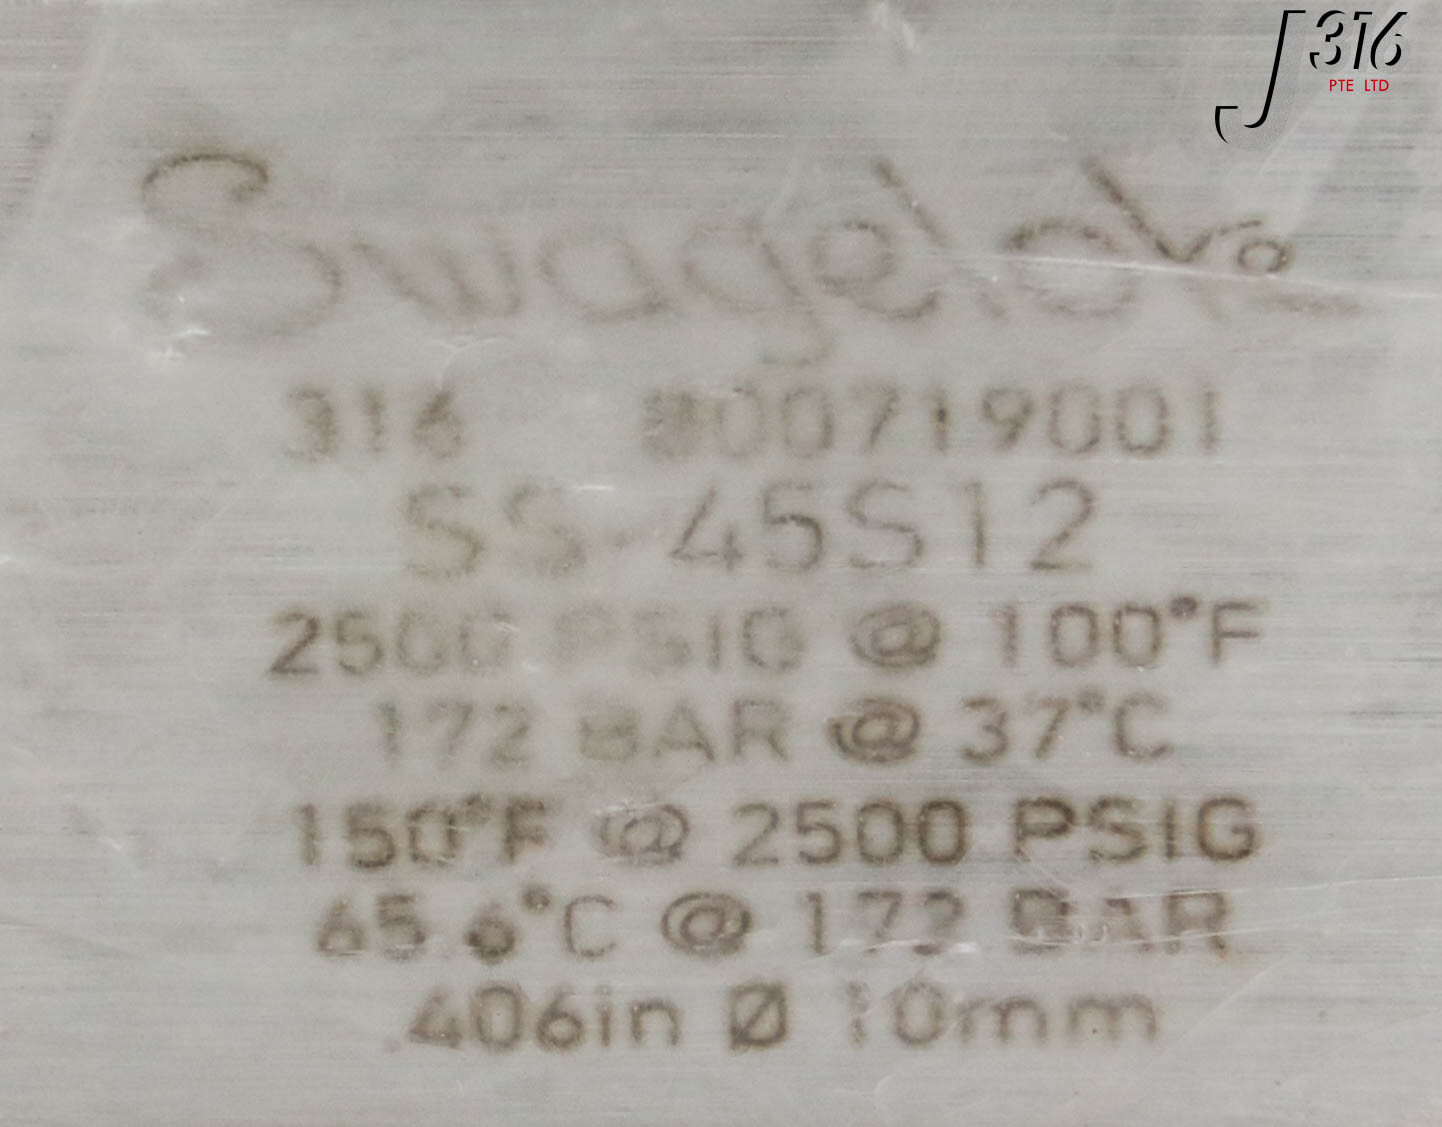 J316
PTE LTD
Swagelok
316 00719001
SS-45S12
2500 PSIG @ 100°F
172 BAR @ 37°C
150°F @ 2500 PSIG
65.6°C @ 172 BAR
.406in Ø 10mm